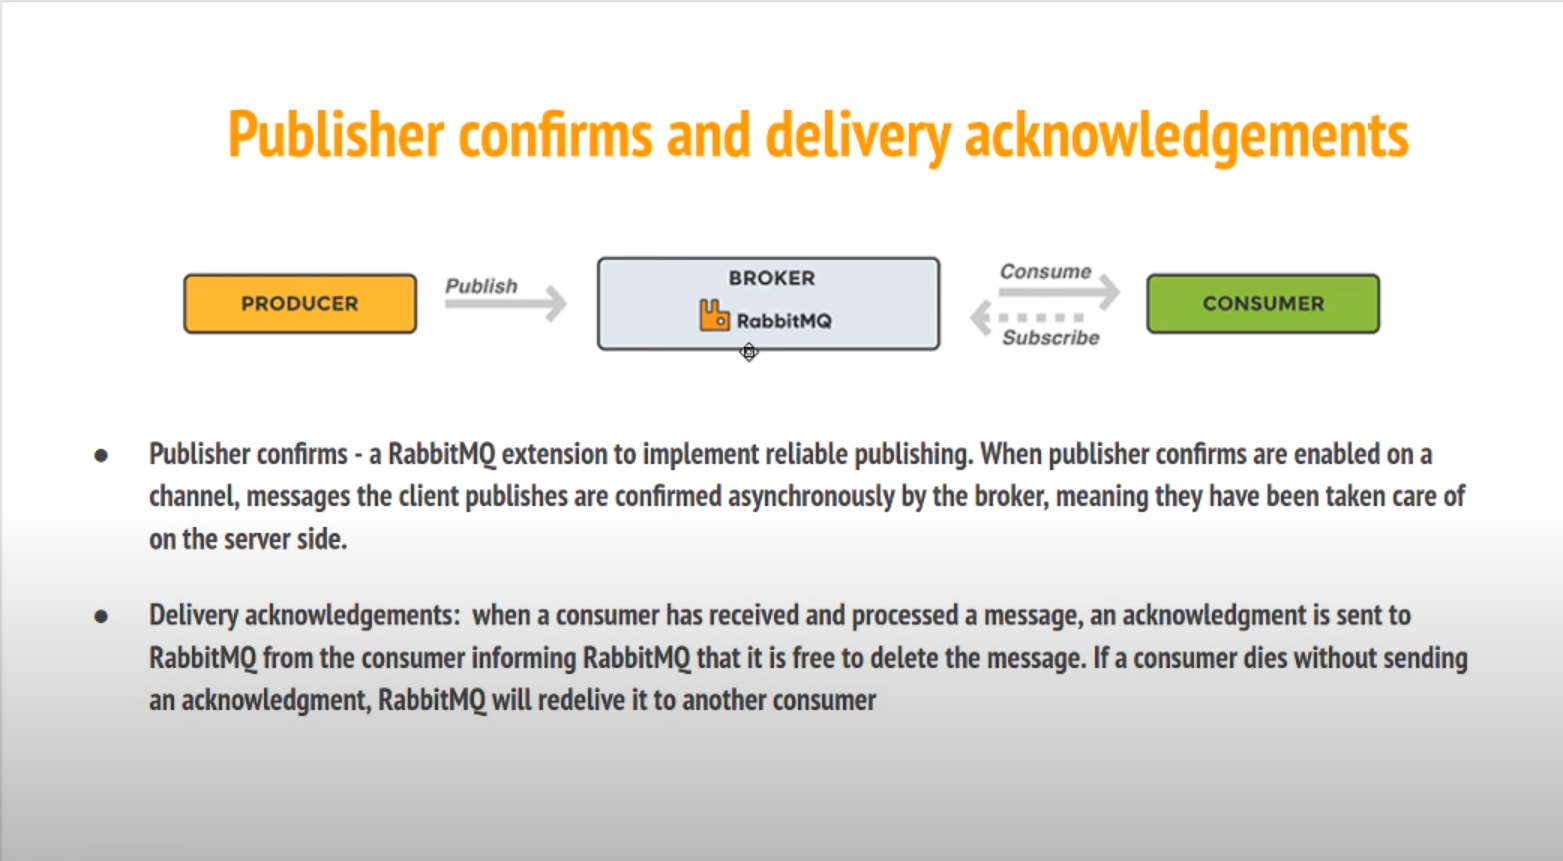 Publisher confirms and delivery acknowledgements
PRODUCER
Publish
BROKER
RabbitMQ
Consume
Subscribe
CONSUMER
● Publisher confirms - a RabbitMQ extension to implement reliable publishing. When publisher confirms are enabled on a
channel, messages the client publishes are confirmed asynchronously by the broker, meaning they have been taken care of
on the server side.
● Delivery acknowledgements: when a consumer has received and processed a message, an acknowledgment is sent to
RabbitMQ from the consumer informing RabbitMQ that it is free to delete the message. If a consumer dies without sending
an acknowledgment, RabbitMQ will redelive it to another consumer